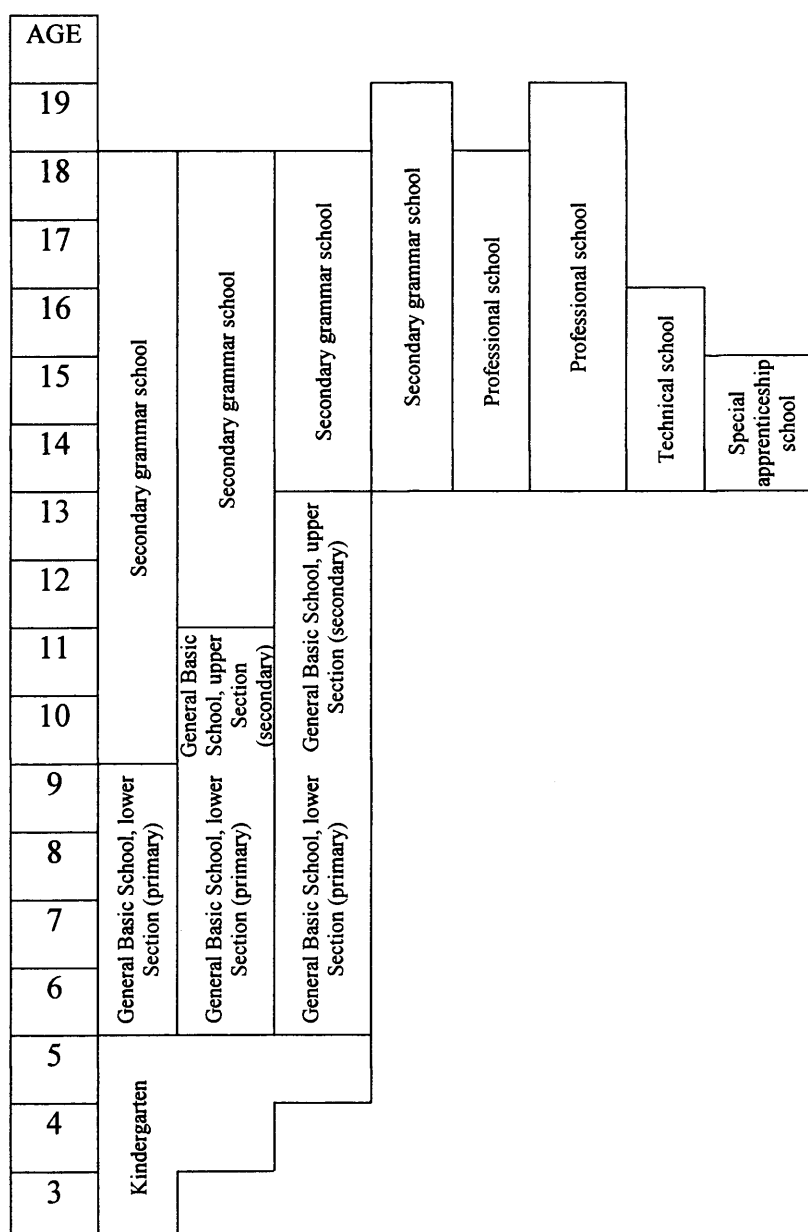 AGE
19
18
17
16
15
14
13
12
11
10
9
8
7
6
5
4
3
Secondary grammar school
General Basic School, lower
Section (primary)
Kindergarten
Secondary grammar school
General Basic
School, upper
Section
(secondary)
General Basic School, lower
Section (primary)
Secondary grammar school
General Basic School, upper
Section (secondary)
General Basic School, lower
Section (primary)
Secondary grammar school
Professional school
Professional school
Technical school
Special
apprenticeship
school